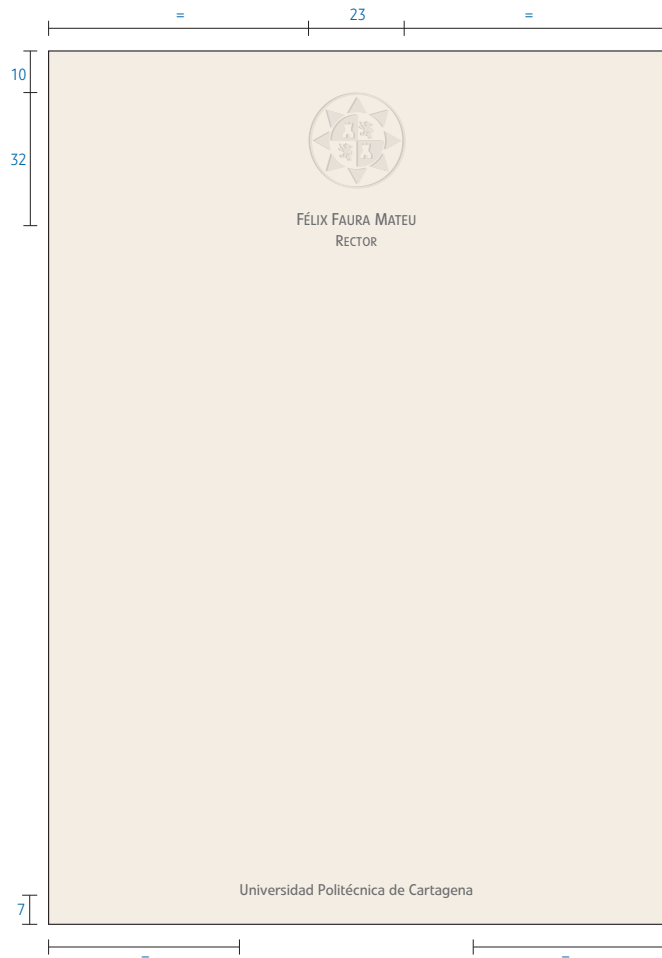 = 23 =
10
32
FÉLIX FAURA MATEU
RECTOR
Universidad Politécnica de Cartagena
7
= =